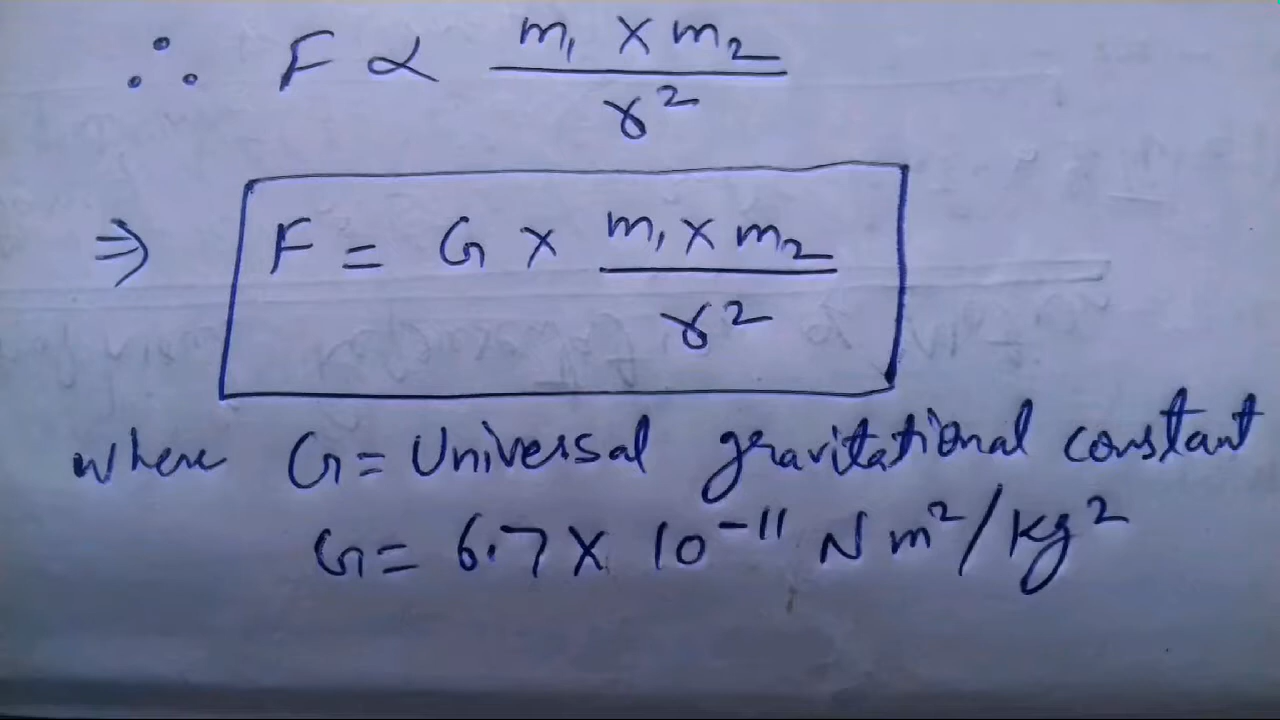 ∴ F ∝ m₁ × m₂ / r²
⇒ F = G × m₁ × m₂ / r²
where G = Universal gravitational constant
G = 6.7 × 10⁻¹¹ N m² / kg²